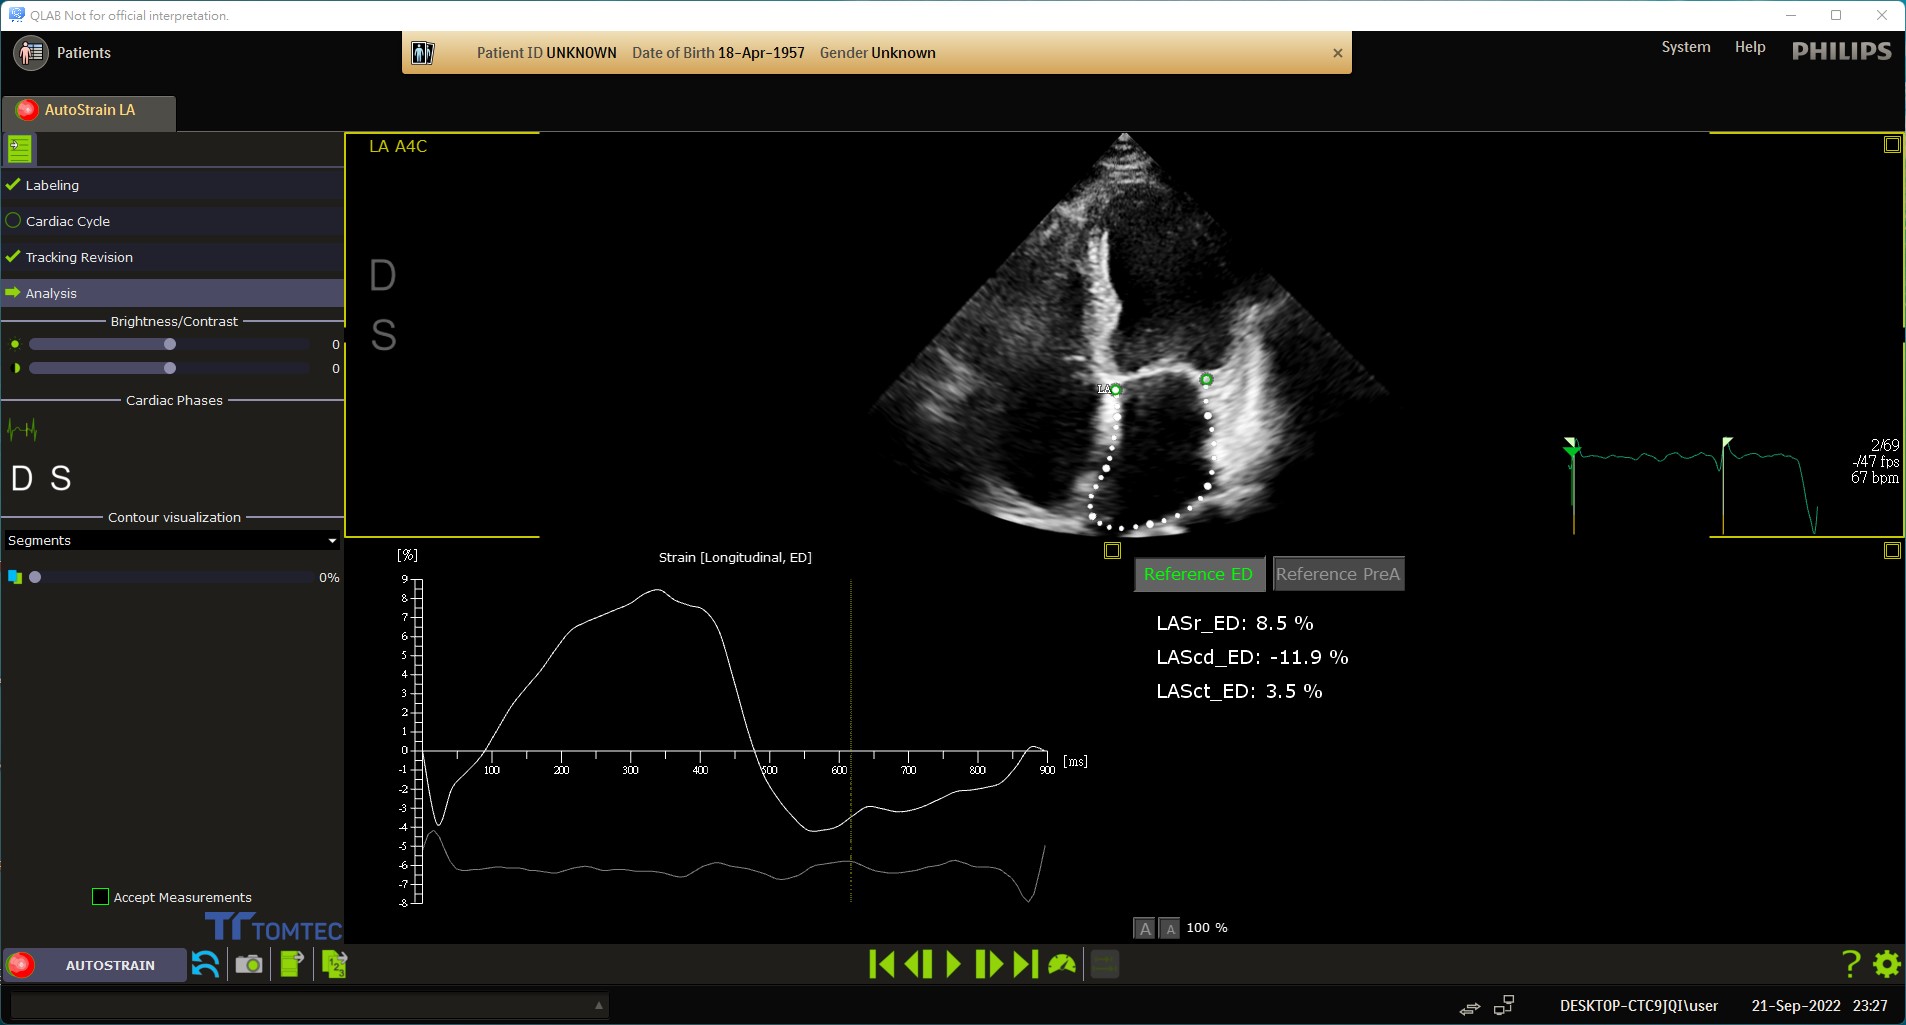 QLAB Not for official interpretation.
Patients
Patient ID UNKNOWN Date of Birth 18-Apr-1957 Gender Unknown
System Help PHILIPS
AutoStrain LA
Labeling
Cardiac Cycle
Tracking Revision
Analysis
Brightness/Contrast
0
0
Cardiac Phases
D S
Contour visualization
Segments
0%
Accept Measurements
TOMTEC
LA A4C
D
S
LA
2/69
-/47 fps
67 bpm
[%]
Strain [Longitudinal, ED]
9
8
7
6
5
4
3
2
1
0
-1
-2
-3
-4
-5
-6
-7
-8
100 200 300 400 500 600 700 800 900 [ms]
Reference ED Reference PreA
LASr_ED: 8.5 %
LAScd_ED: -11.9 %
LASct_ED: 3.5 %
A A 100 %
AUTOSTRAIN
1 2 3
?
DESKTOP-CTC9JQI\user 21-Sep-2022 23:27